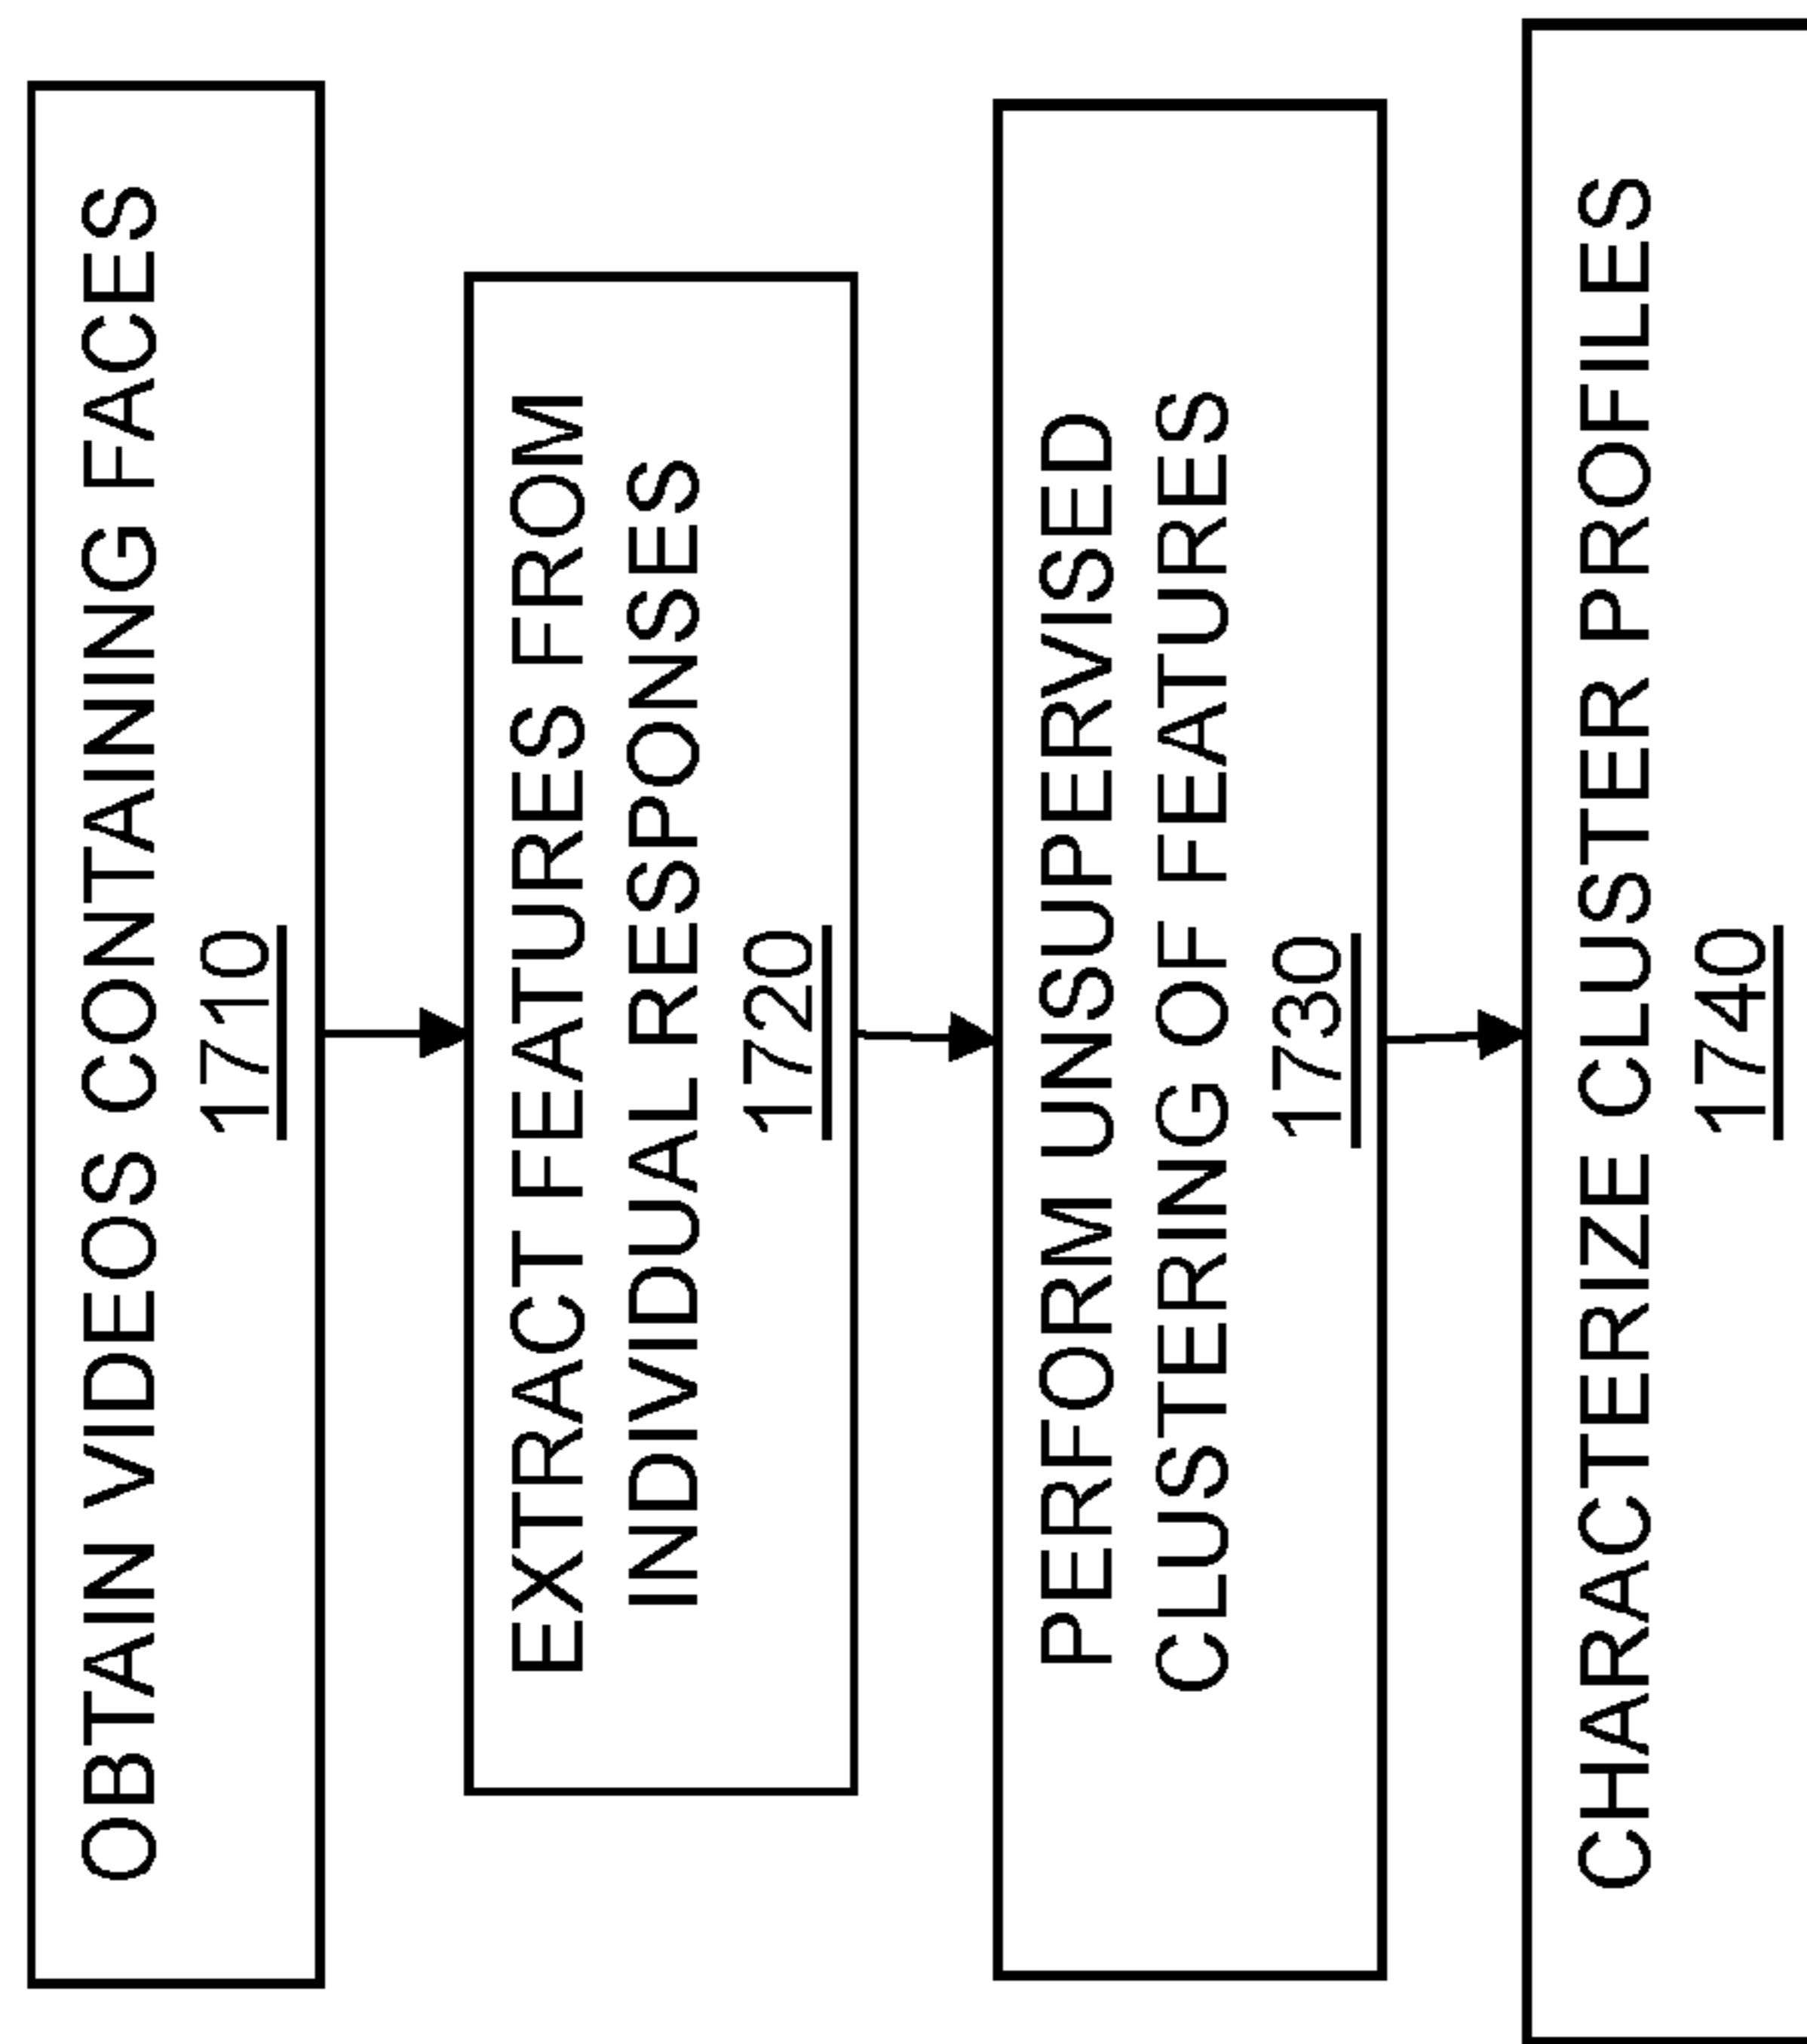 OBTAIN VIDEOS CONTAINING FACES
1710
EXTRACT FEATURES FROM
INDIVIDUAL RESPONSES
1720
PERFORM UNSUPERVISED
CLUSTERING OF FEATURES
1730
CHARACTERIZE CLUSTER PROFILES
1740